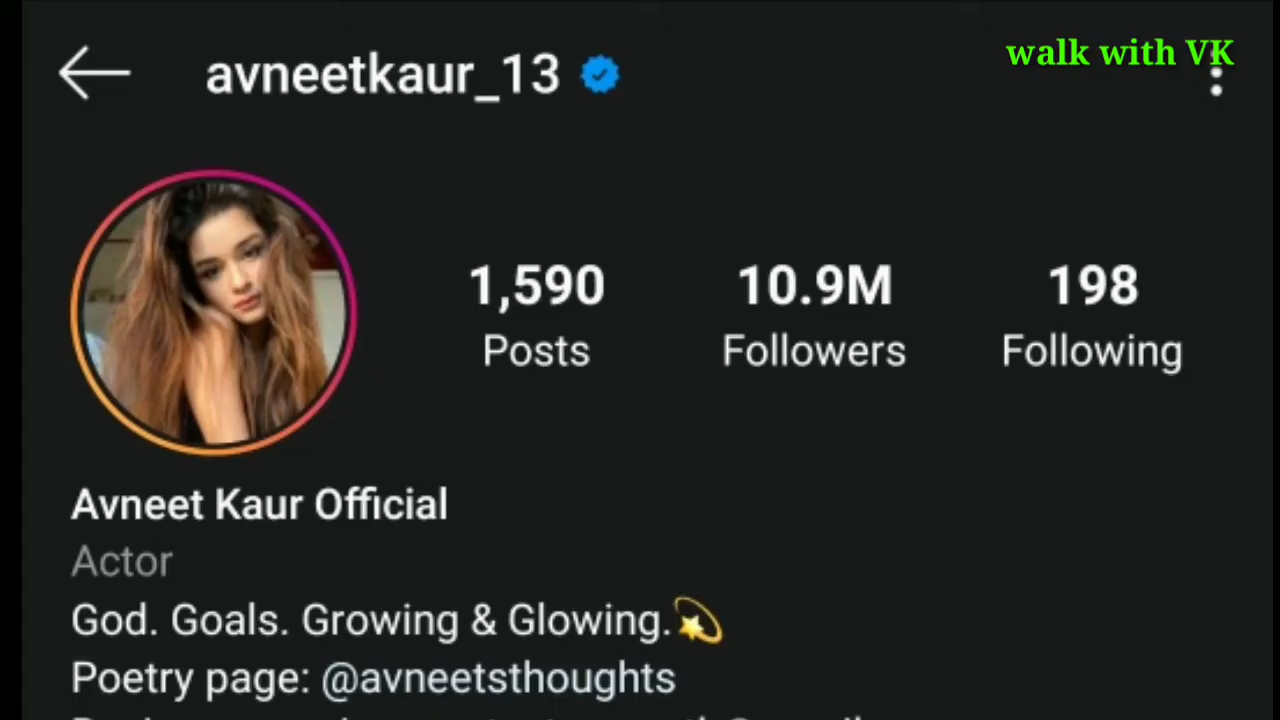 avneetkaur_13
walk with VK
1,590 10.9M 198
Posts Followers Following
Avneet Kaur Official
Actor
God. Goals. Growing & Glowing.💫
Poetry page: @avneetsthoughts